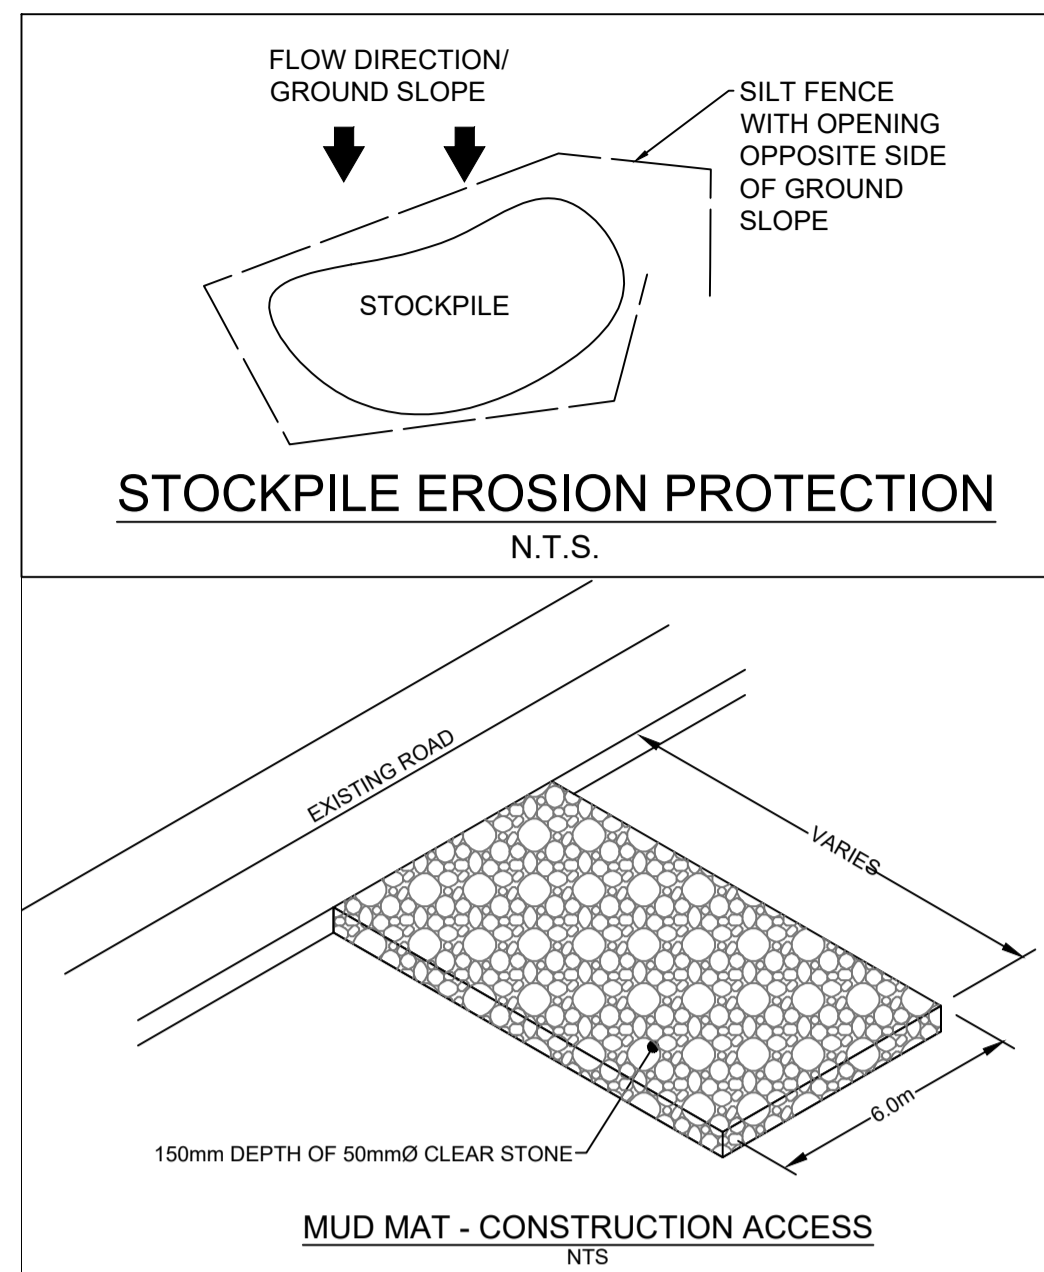 FLOW DIRECTION/
GROUND SLOPE
SILT FENCE
WITH OPENING
OPPOSITE SIDE
OF GROUND
SLOPE
STOCKPILE
STOCKPILE EROSION PROTECTION
N.T.S.
EXISTING ROAD
VARIES
6.0m
150mm DEPTH OF 50mmØ CLEAR STONE
MUD MAT - CONSTRUCTION ACCESS
NTS